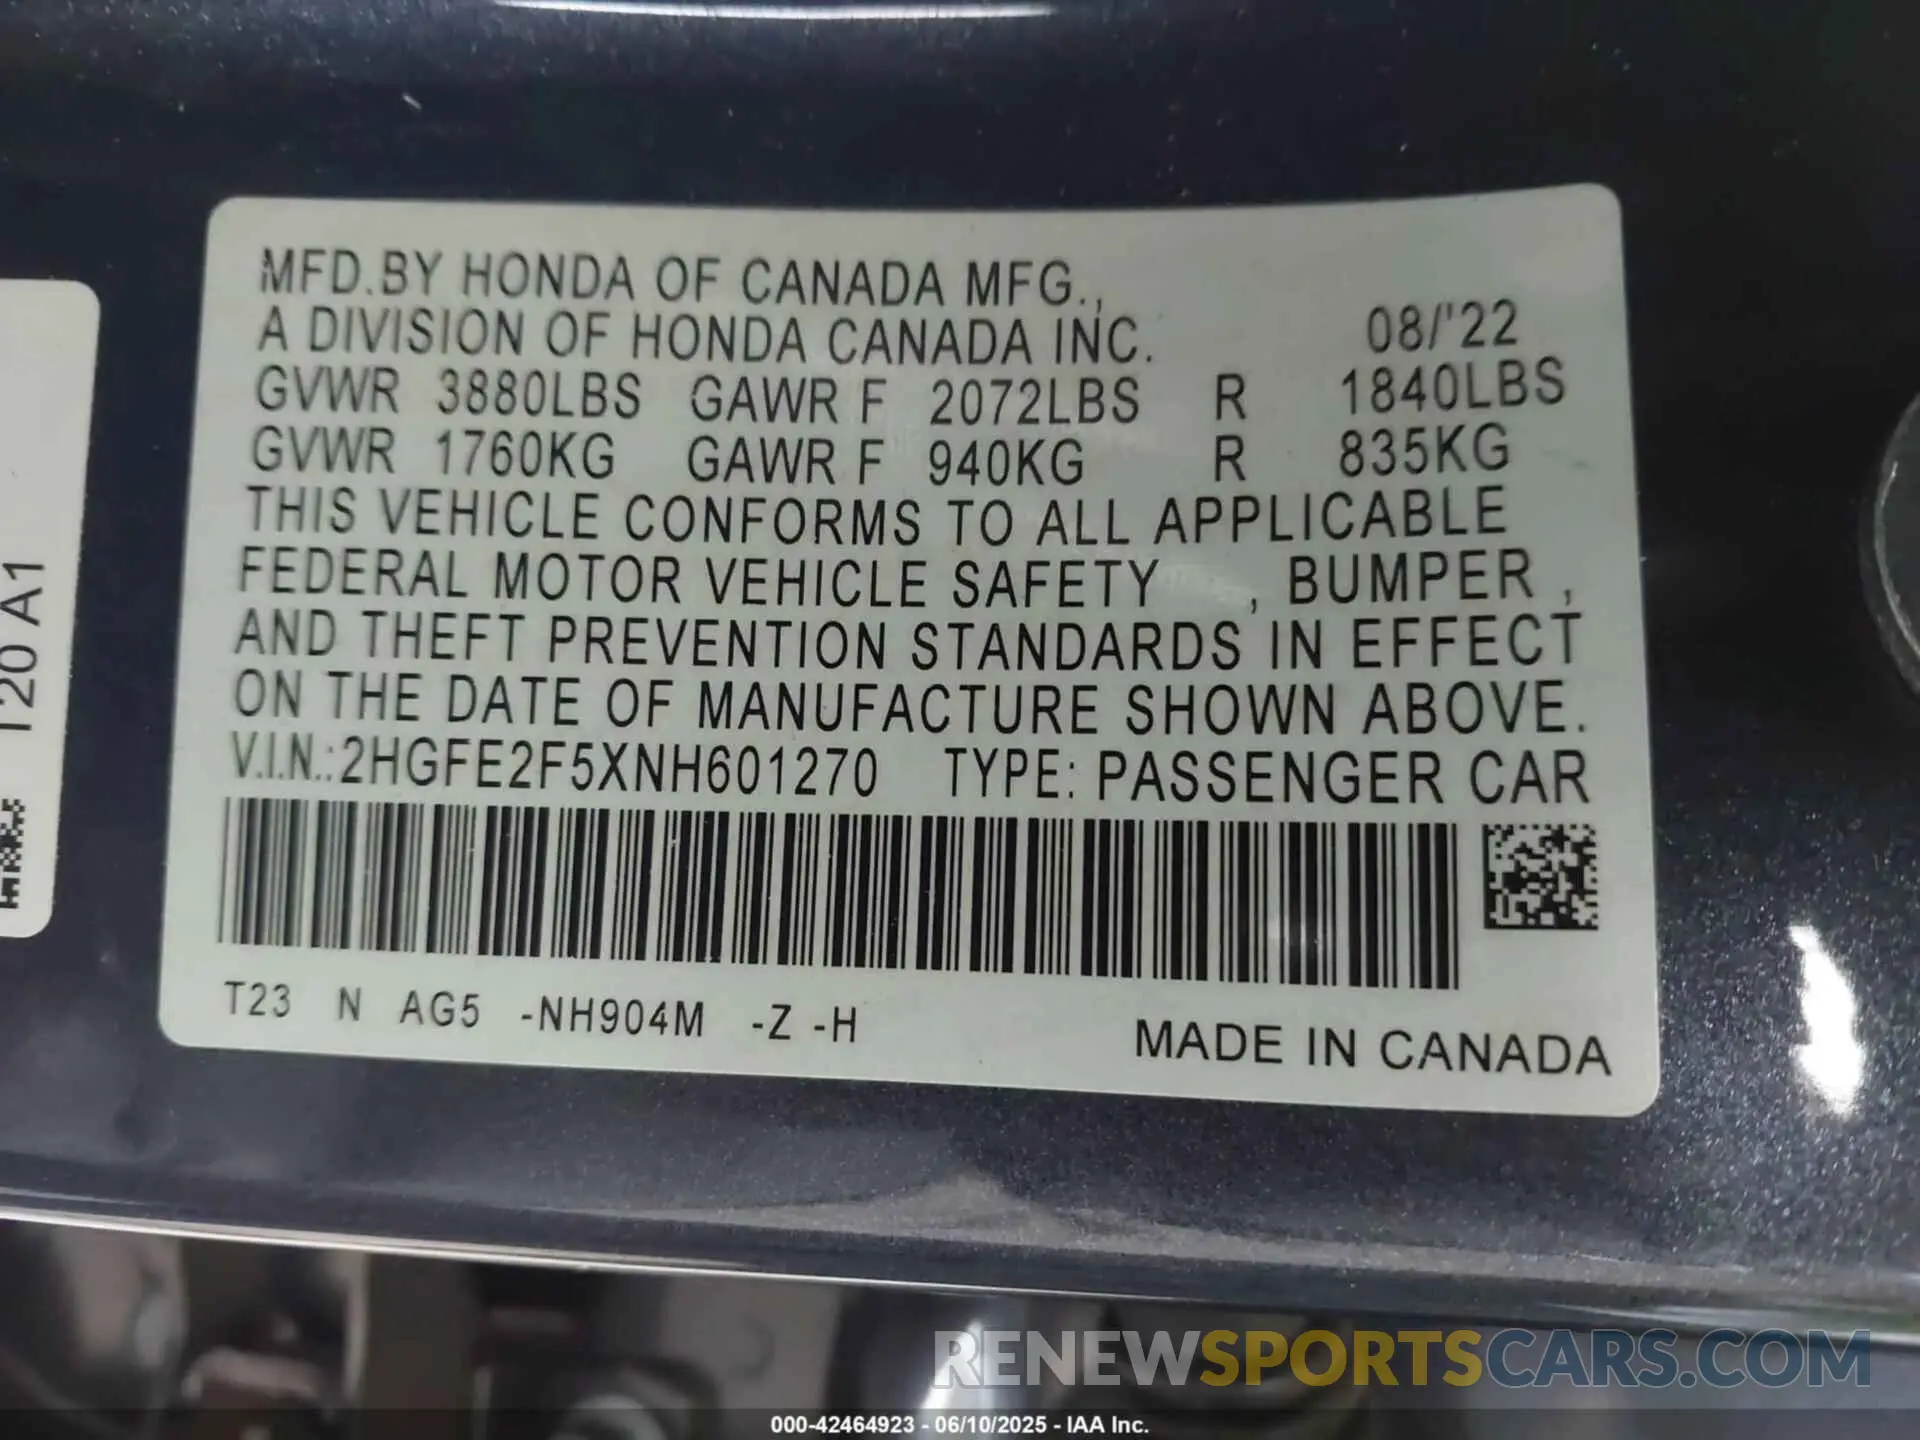 MFD.BY HONDA OF CANADA MFG.,
A DIVISION OF HONDA CANADA INC. 08/'22
GVWR 3880LBS GAWR F 2072LBS R 1840LBS
GVWR 1760KG GAWR F 940KG R 835KG
THIS VEHICLE CONFORMS TO ALL APPLICABLE
FEDERAL MOTOR VEHICLE SAFETY , BUMPER ,
AND THEFT PREVENTION STANDARDS IN EFFECT
ON THE DATE OF MANUFACTURE SHOWN ABOVE.
V.I.N.:2HGFE2F5XNH601270 TYPE: PASSENGER CAR
T23 N AG5 -NH904M -Z -H
MADE IN CANADA
T20 A1
RENEWSPORTSCARS.COM
000-42464923 - 06/10/2025 - IAA Inc.